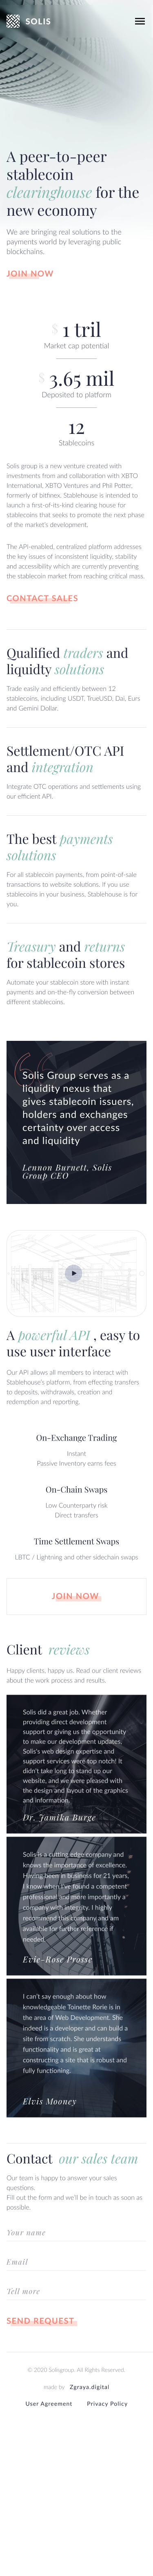 SOLIS
A peer-to-peer
stablecoin
clearinghouse for the
new economy
We are bringing real solutions to the
payments world by leveraging public
blockchains.
JOIN NOW
$ 1 tril
Market cap potential
$ 3.65 mil
Deposited to platform
12
Stablecoins
Solis group is a new venture created with
investments from and collaboration with XBTO
International, XBTO Ventures and Phil Potter,
formerly of bitfinex. Stablehouse is intended to
launch a first-of-its-kind clearing house for
stablecoins that seeks to promote the next phase
of the market's development.
The API-enabled, centralized platform addresses
the key issues of inconsistent liquidity, stability
and accessibility which are currently preventing
the stablecoin market from reaching critical mass.
CONTACT SALES
Qualified traders and
liquidty solutions
Trade easily and efficiently between 12
stablecoins, including USDT, TrueUSD, Dai, Eurs
and Gemini Dollar.
Settlement/OTC API
and integration
Integrate OTC operations and settlements using
our efficient API.
The best payments
solutions
For all stablecoin payments, from point-of-sale
transactions to website solutions. If you use
stablecoins in your business, Stablehouse is for
you.
Treasury and returns
for stablecoin stores
Automate your stablecoin store with instant
payments and on-the-fly conversion between
different stablecoins.
Solis Group serves as a
liquidity nexus that
gives stablecoin issuers,
holders and exchanges
certainty over access
and liquidity
Lennon Burnett, Solis
Group CEO
A powerful API , easy to
use user interface
Our API allows all members to interact with
Stablehouse's platform, from effecting transfers
to deposits, withdrawals, creation and
redemption and reporting.
On-Exchange Trading
Instant
Passive Inventory earns fees
On-Chain Swaps
Low Counterparty risk
Direct transfers
Time Settlement Swaps
LBTC / Lightning and other sidechain swaps
JOIN NOW
Client reviews
Happy clients, happy us. Read our client reviews
about the work process and results.
Solis did a great job. Whether
providing direct development
support or giving us the opportunity
to make our development updates.
Solis's web design expertise and
support services were top notch! It
didn't take long to stand up our
website, and we were pleased with
the design and layout of the graphics
and information.
Dr. Jamika Burge
Solis is a cutting edge company and
knows the importance of excellence.
Having been in business for 21 years,
I know when I've found a competent,
professional and more importantly a
company with integrity. I highly
recommend this company and am
available for further reference if
needed.
Evie-Rose Prosse
I can't say enough about how
knowledgeable Toinette Rorie is in
the area of Web Development. She
indeed is a developer and can build a
site from scratch. She understands
functionality and is great at
constructing a site that is robust and
fully functioning.
Elvis Mooney
Contact our sales team
Our team is happy to answer your sales
questions.
Fill out the form and we'll be in touch as soon as
possible.
Your name
Email
Tell more
SEND REQUEST
© 2020 Solisgroup. All Rights Reserved.
made by Zgraya.digital
User Agreement Privacy Policy